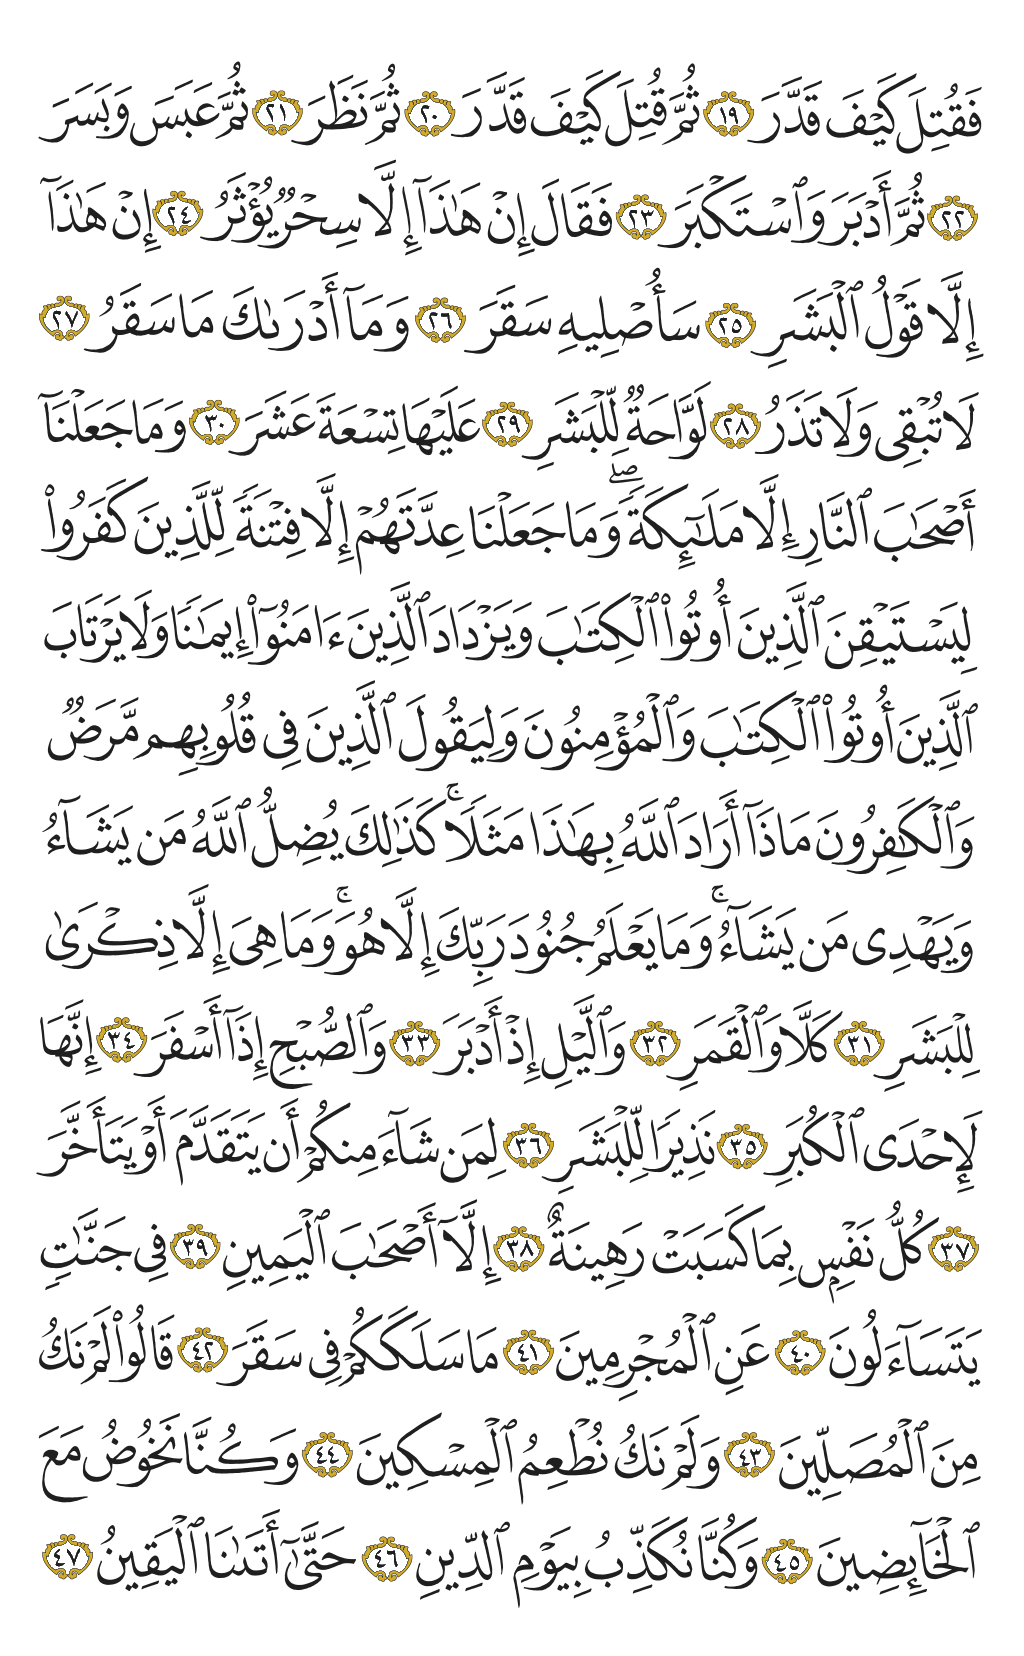 فَقُتِلَ كَيۡفَ قَدَّرَ ١٩ ثُمَّ قُتِلَ كَيۡفَ قَدَّرَ ٢٠ ثُمَّ نَظَرَ ٢١ ثُمَّ عَبَسَ وَبَسَرَ
٢٢ ثُمَّ أَدۡبَرَ وَٱسۡتَكۡبَرَ ٢٣ فَقَالَ إِنۡ هَٰذَآ إِلَّا سِحۡرٞ يُؤۡثَرُ ٢٤ إِنۡ هَٰذَآ
إِلَّا قَوۡلُ ٱلۡبَشَرِ ٢٥ سَأُصۡلِيهِ سَقَرَ ٢٦ وَمَآ أَدۡرَىٰكَ مَا سَقَرُ ٢٧
لَا تُبۡقِي وَلَا تَذَرُ ٢٨ لَوَّاحَةٞ لِّلۡبَشَرِ ٢٩ عَلَيۡهَا تِسۡعَةَ عَشَرَ ٣٠ وَمَا جَعَلۡنَآ
أَصۡحَٰبَ ٱلنَّارِ إِلَّا مَلَٰٓئِكَةٗۖ وَمَا جَعَلۡنَا عِدَّتَهُمۡ إِلَّا فِتۡنَةٗ لِّلَّذِينَ كَفَرُواْ
لِيَسۡتَيۡقِنَ ٱلَّذِينَ أُوتُواْ ٱلۡكِتَٰبَ وَيَزۡدَادَ ٱلَّذِينَ ءَامَنُوٓاْ إِيمَٰنٗا وَلَا يَرۡتَابَ
ٱلَّذِينَ أُوتُواْ ٱلۡكِتَٰبَ وَٱلۡمُؤۡمِنُونَ وَلِيَقُولَ ٱلَّذِينَ فِي قُلُوبِهِم مَّرَضٞ
وَٱلۡكَٰفِرُونَ مَاذَآ أَرَادَ ٱللَّهُ بِهَٰذَا مَثَلٗاۚ كَذَٰلِكَ يُضِلُّ ٱللَّهُ مَن يَشَآءُ
وَيَهۡدِي مَن يَشَآءُۚ وَمَا يَعۡلَمُ جُنُودَ رَبِّكَ إِلَّا هُوَۚ وَمَا هِيَ إِلَّا ذِكۡرَىٰ
لِلۡبَشَرِ ٣١ كَلَّا وَٱلۡقَمَرِ ٣٢ وَٱلَّيۡلِ إِذۡ أَدۡبَرَ ٣٣ وَٱلصُّبۡحِ إِذَآ أَسۡفَرَ ٣٤ إِنَّهَا
لَإِحۡدَى ٱلۡكُبَرِ ٣٥ نَذِيرٗا لِّلۡبَشَرِ ٣٦ لِمَن شَآءَ مِنكُمۡ أَن يَتَقَدَّمَ أَوۡ يَتَأَخَّرَ
٣٧ كُلُّ نَفۡسِۭ بِمَا كَسَبَتۡ رَهِينَةٌ ٣٨ إِلَّآ أَصۡحَٰبَ ٱلۡيَمِينِ ٣٩ فِي جَنَّٰتٖ
يَتَسَآءَلُونَ ٤٠ عَنِ ٱلۡمُجۡرِمِينَ ٤١ مَا سَلَكَكُمۡ فِي سَقَرَ ٤٢ قَالُواْ لَمۡ نَكُ
مِنَ ٱلۡمُصَلِّينَ ٤٣ وَلَمۡ نَكُ نُطۡعِمُ ٱلۡمِسۡكِينَ ٤٤ وَكُنَّا نَخُوضُ مَعَ
ٱلۡخَآئِضِينَ ٤٥ وَكُنَّا نُكَذِّبُ بِيَوۡمِ ٱلدِّينِ ٤٦ حَتَّىٰٓ أَتَىٰنَا ٱلۡيَقِينُ ٤٧